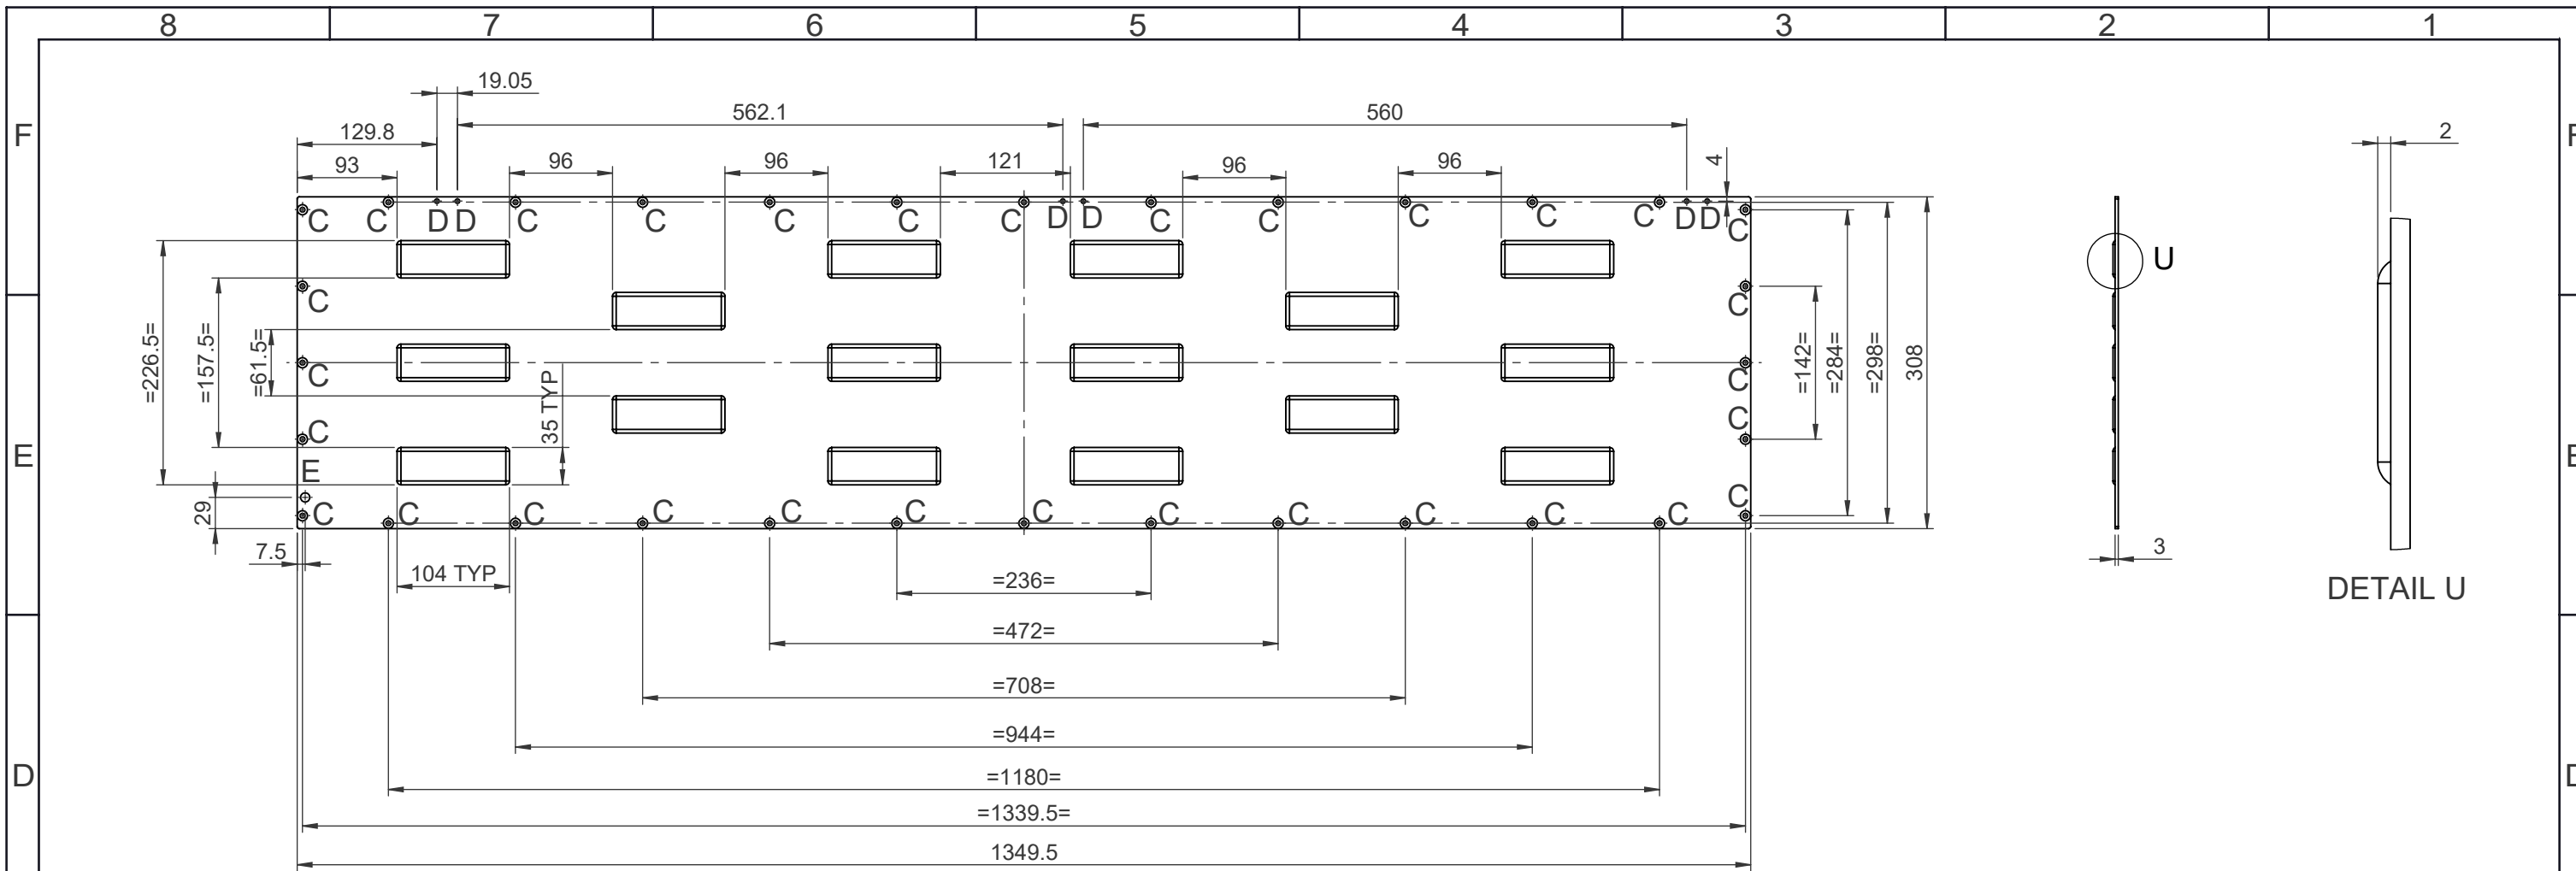 8 7 6 5 4 3 2 1
19.05
562.1 560
129.8 2
F F
93 96 96 121 96 96 4
C C D D C C C C C D D C C C C C D D C
U
C C
=226.5= =157.5= =61.5= 35 TYP =142= =284= =298= 308
C C
C C
E E
E
C C C C C C C C C C C C C
29
7.5 3
104 TYP =236=
DETAIL U
=472=
=708=
=944=
D D
=1180=
=1339.5=
1349.5